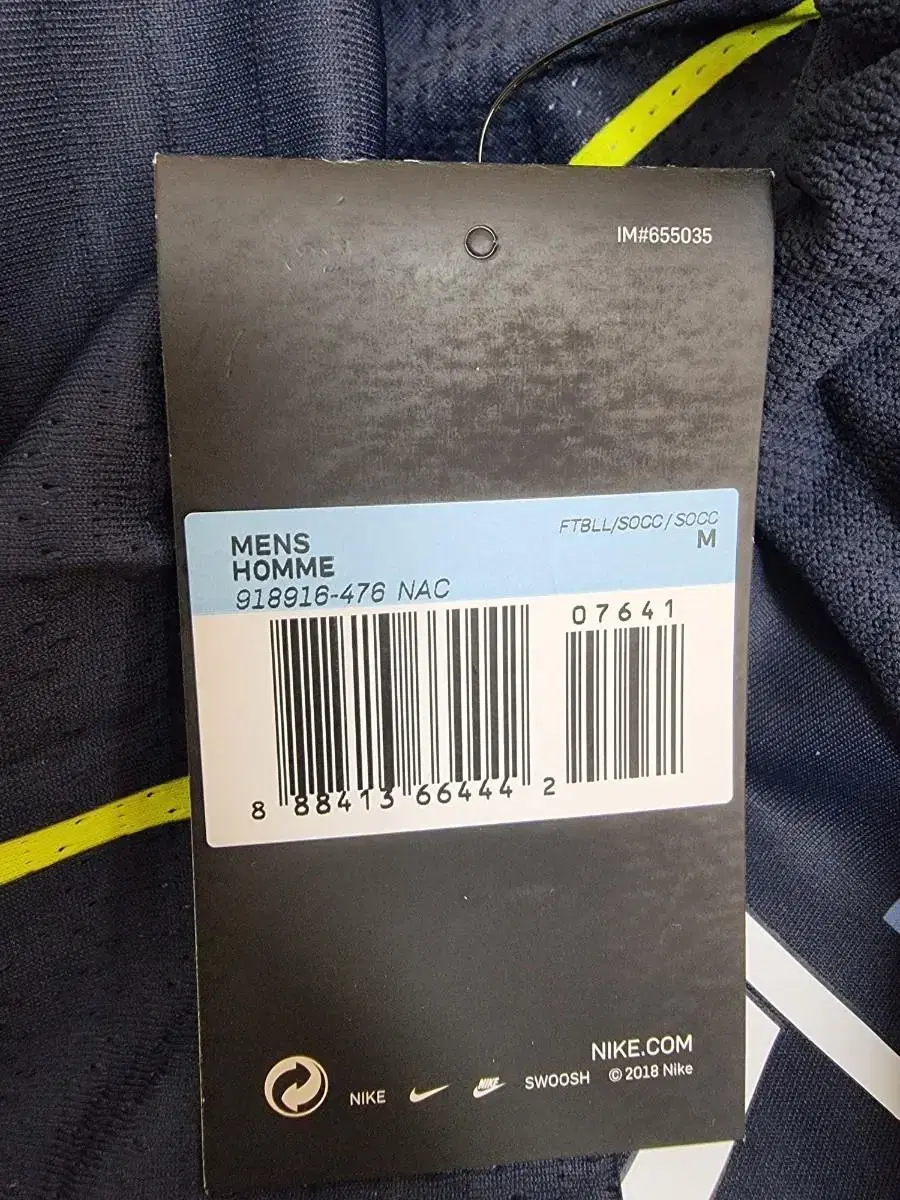 IM#655035
FTBLL/SOCC/SOCC
MENS
M
HOMME
918916-476 NAC
07641
8 88413 66444 2
NIKE.COM
NIKE NIKE SWOOSH © 2018 Nike